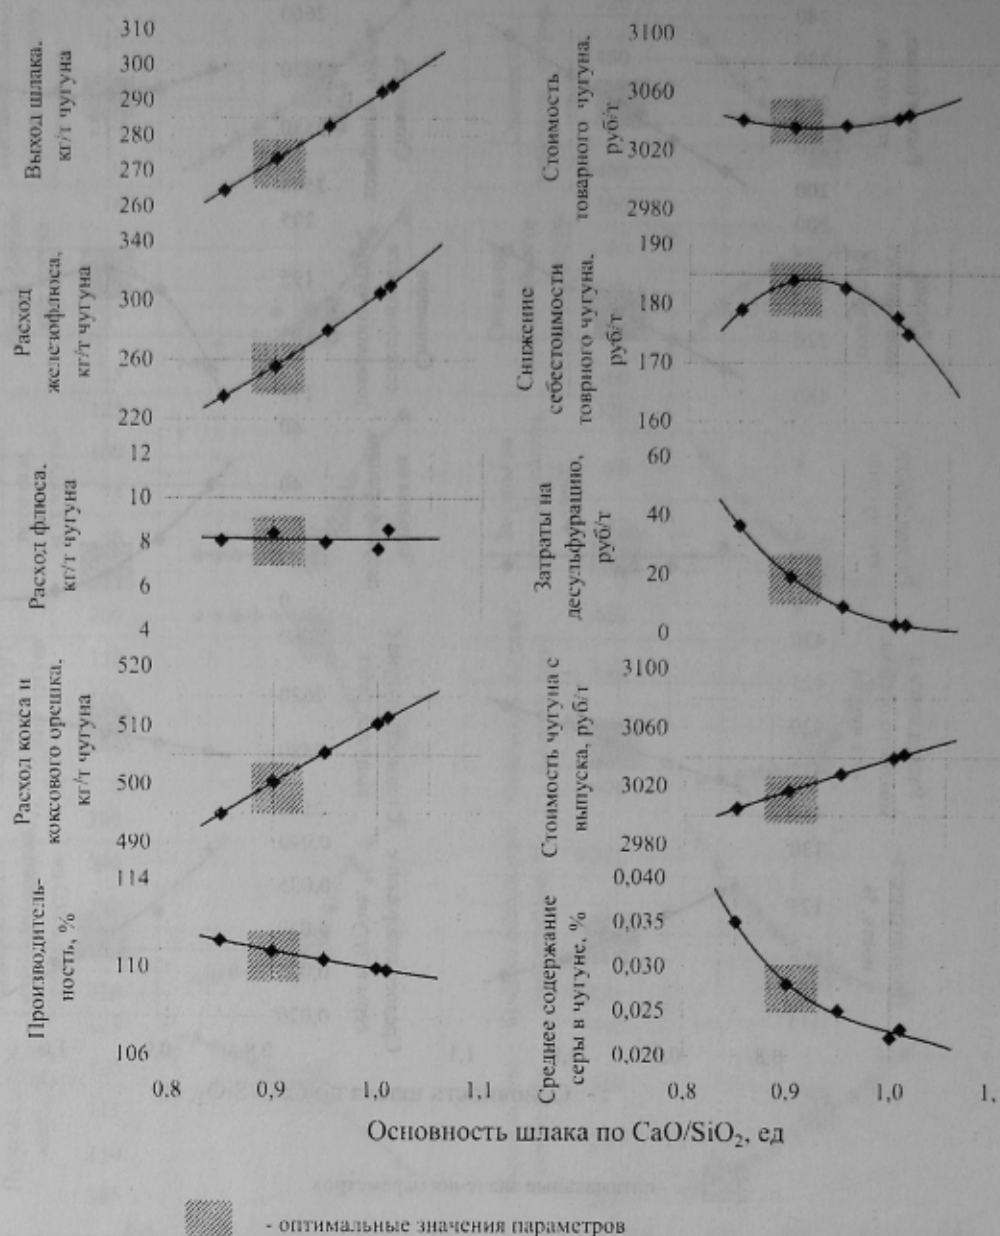 Выход шлака,
кг/т чугуна
310
300
290
280
270
260
Расход
железофлюса,
кг/т чугуна
340
300
260
220
Расход флюса,
кг/т чугуна
12
10
8
6
4
Расход кокса и
коксового орешка,
кг/т чугуна
520
510
500
490
Производитель-
ность, %
114
110
106
0,8
0,9
1,0
1,1
Стоимость
товарного чугуна,
руб/т
3100
3060
3020
2980
Снижение
себестоимости
товрного чугуна,
руб/т
190
180
170
160
Затраты на
десульфурацию,
руб/т
60
40
20
0
Стоимость чугуна с
выпуска, руб/т
3100
3060
3020
2980
Среднее содержание
серы в чугуне, %
0,040
0,035
0,030
0,025
0,020
0,8
0,9
1,0
1,
Основность шлака по CaO/SiO₂, ед
- оптимальные значения параметров